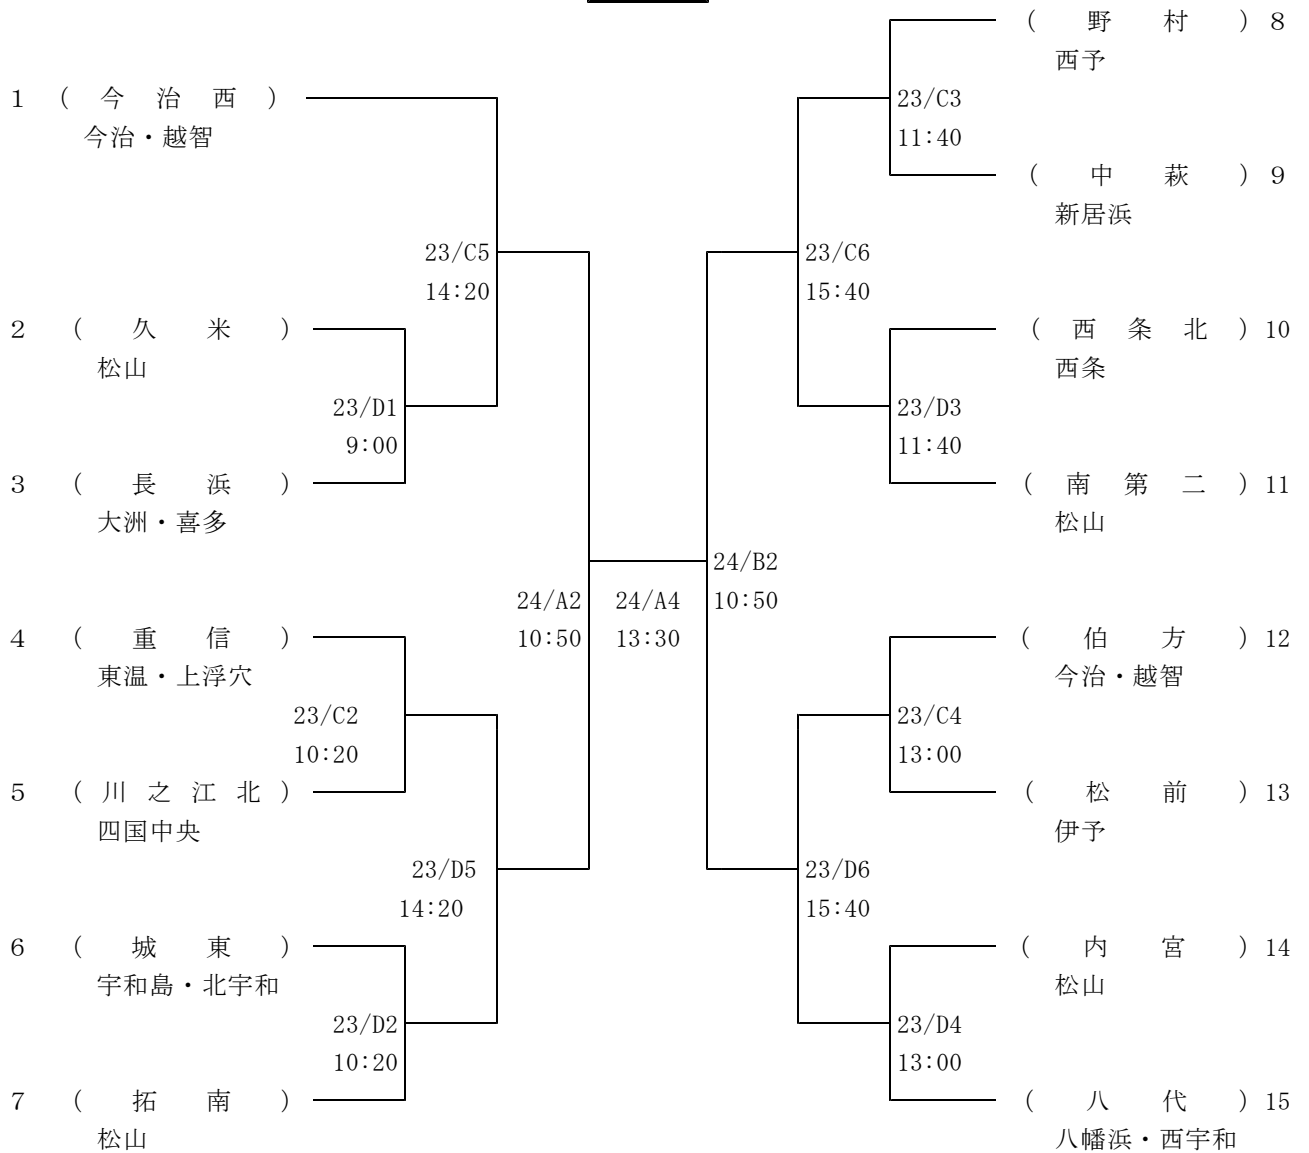 1 ( 今 治 西 )
今治・越智
23/C5
14:20
2 ( 久 米 )
松山
23/D1
9:00
3 ( 長 浜 )
大洲・喜多
24/A2
10:50
4 ( 重 信 )
東温・上浮穴
23/C2
10:20
5 ( 川 之 江 北 )
四国中央
23/D5
14:20
6 ( 城 東 )
宇和島・北宇和
23/D2
10:20
7 ( 拓 南 )
松山
24/A4
13:30
( 野 村 ) 8
西予
23/C3
11:40
( 中 萩 ) 9
新居浜
23/C6
15:40
( 西 条 北 ) 10
西条
23/D3
11:40
( 南 第 二 ) 11
松山
24/B2
10:50
( 伯 方 ) 12
今治・越智
23/C4
13:00
( 松 前 ) 13
伊予
23/D6
15:40
( 内 宮 ) 14
松山
23/D4
13:00
( 八 代 ) 15
八幡浜・西宇和